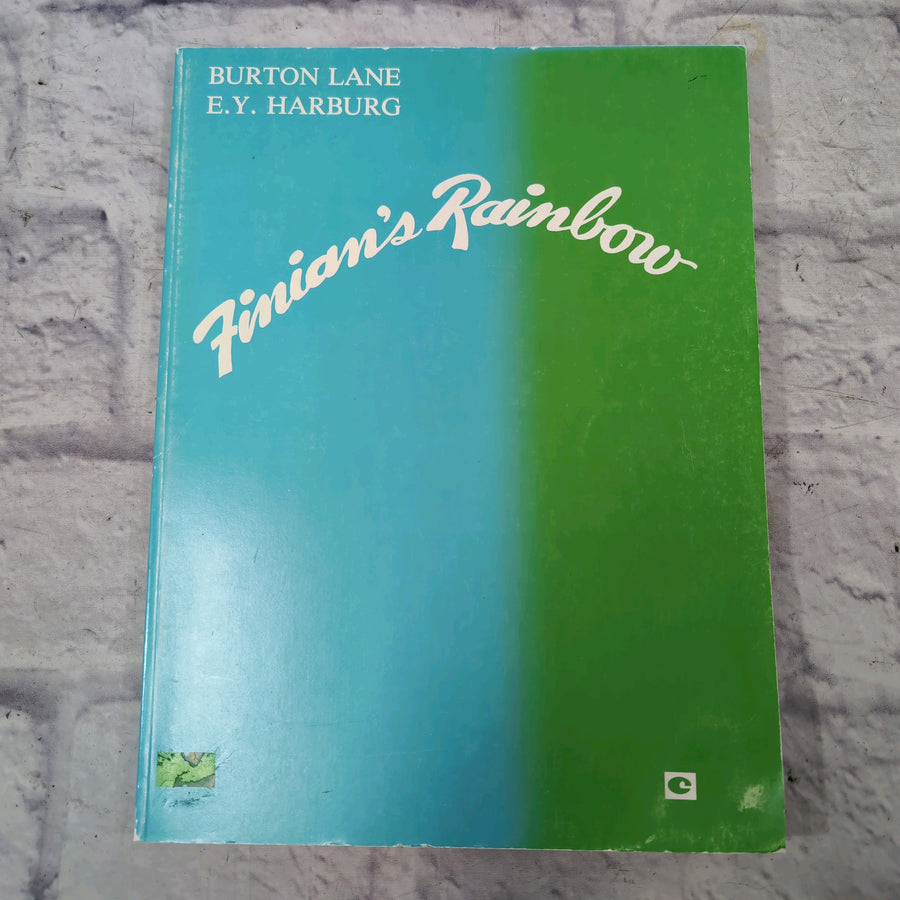 BURTON LANE
E.Y. HARBURG
Finian's Rainbow
C